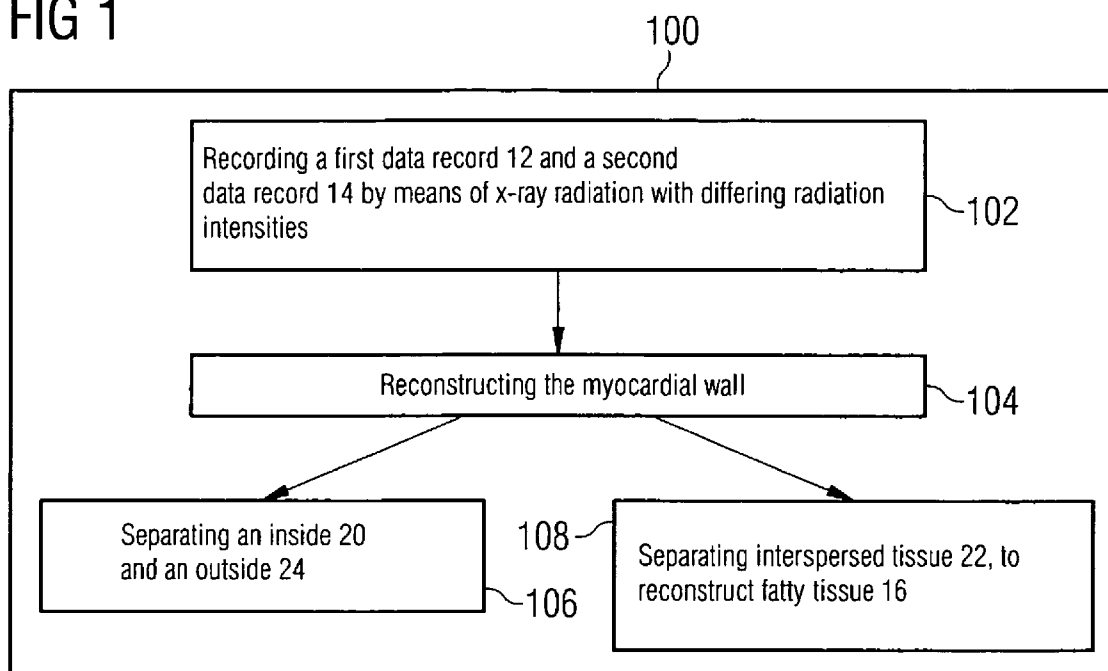 FIG 1
100
Recording a first data record 12 and a second
data record 14 by means of x-ray radiation with differing radiation
intensities
102
Reconstructing the myocardial wall
104
Separating an inside 20
and an outside 24
106
108
Separating interspersed tissue 22, to
reconstruct fatty tissue 16